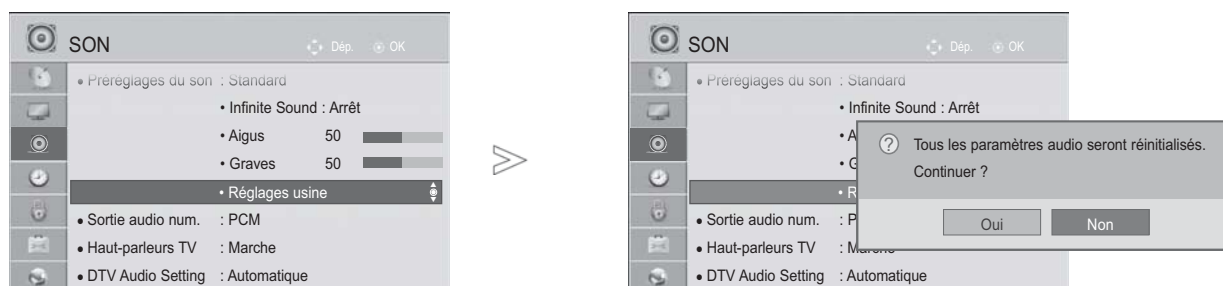 SON
Dép. OK
• Préréglages du son : Standard
• Infinite Sound : Arrêt
• Aigus 50
• Graves 50
• Réglages usine
• Sortie audio num. : PCM
• Haut-parleurs TV : Marche
• DTV Audio Setting : Automatique
SON
Dép. OK
• Préréglages du son : Standard
• Infinite Sound : Arrêt
• A
• G
• R
• Sortie audio num. : P
• Haut-parleurs TV : Marche
• DTV Audio Setting : Automatique
? Tous les paramètres audio seront réinitialisés.
Continuer ?
Oui Non